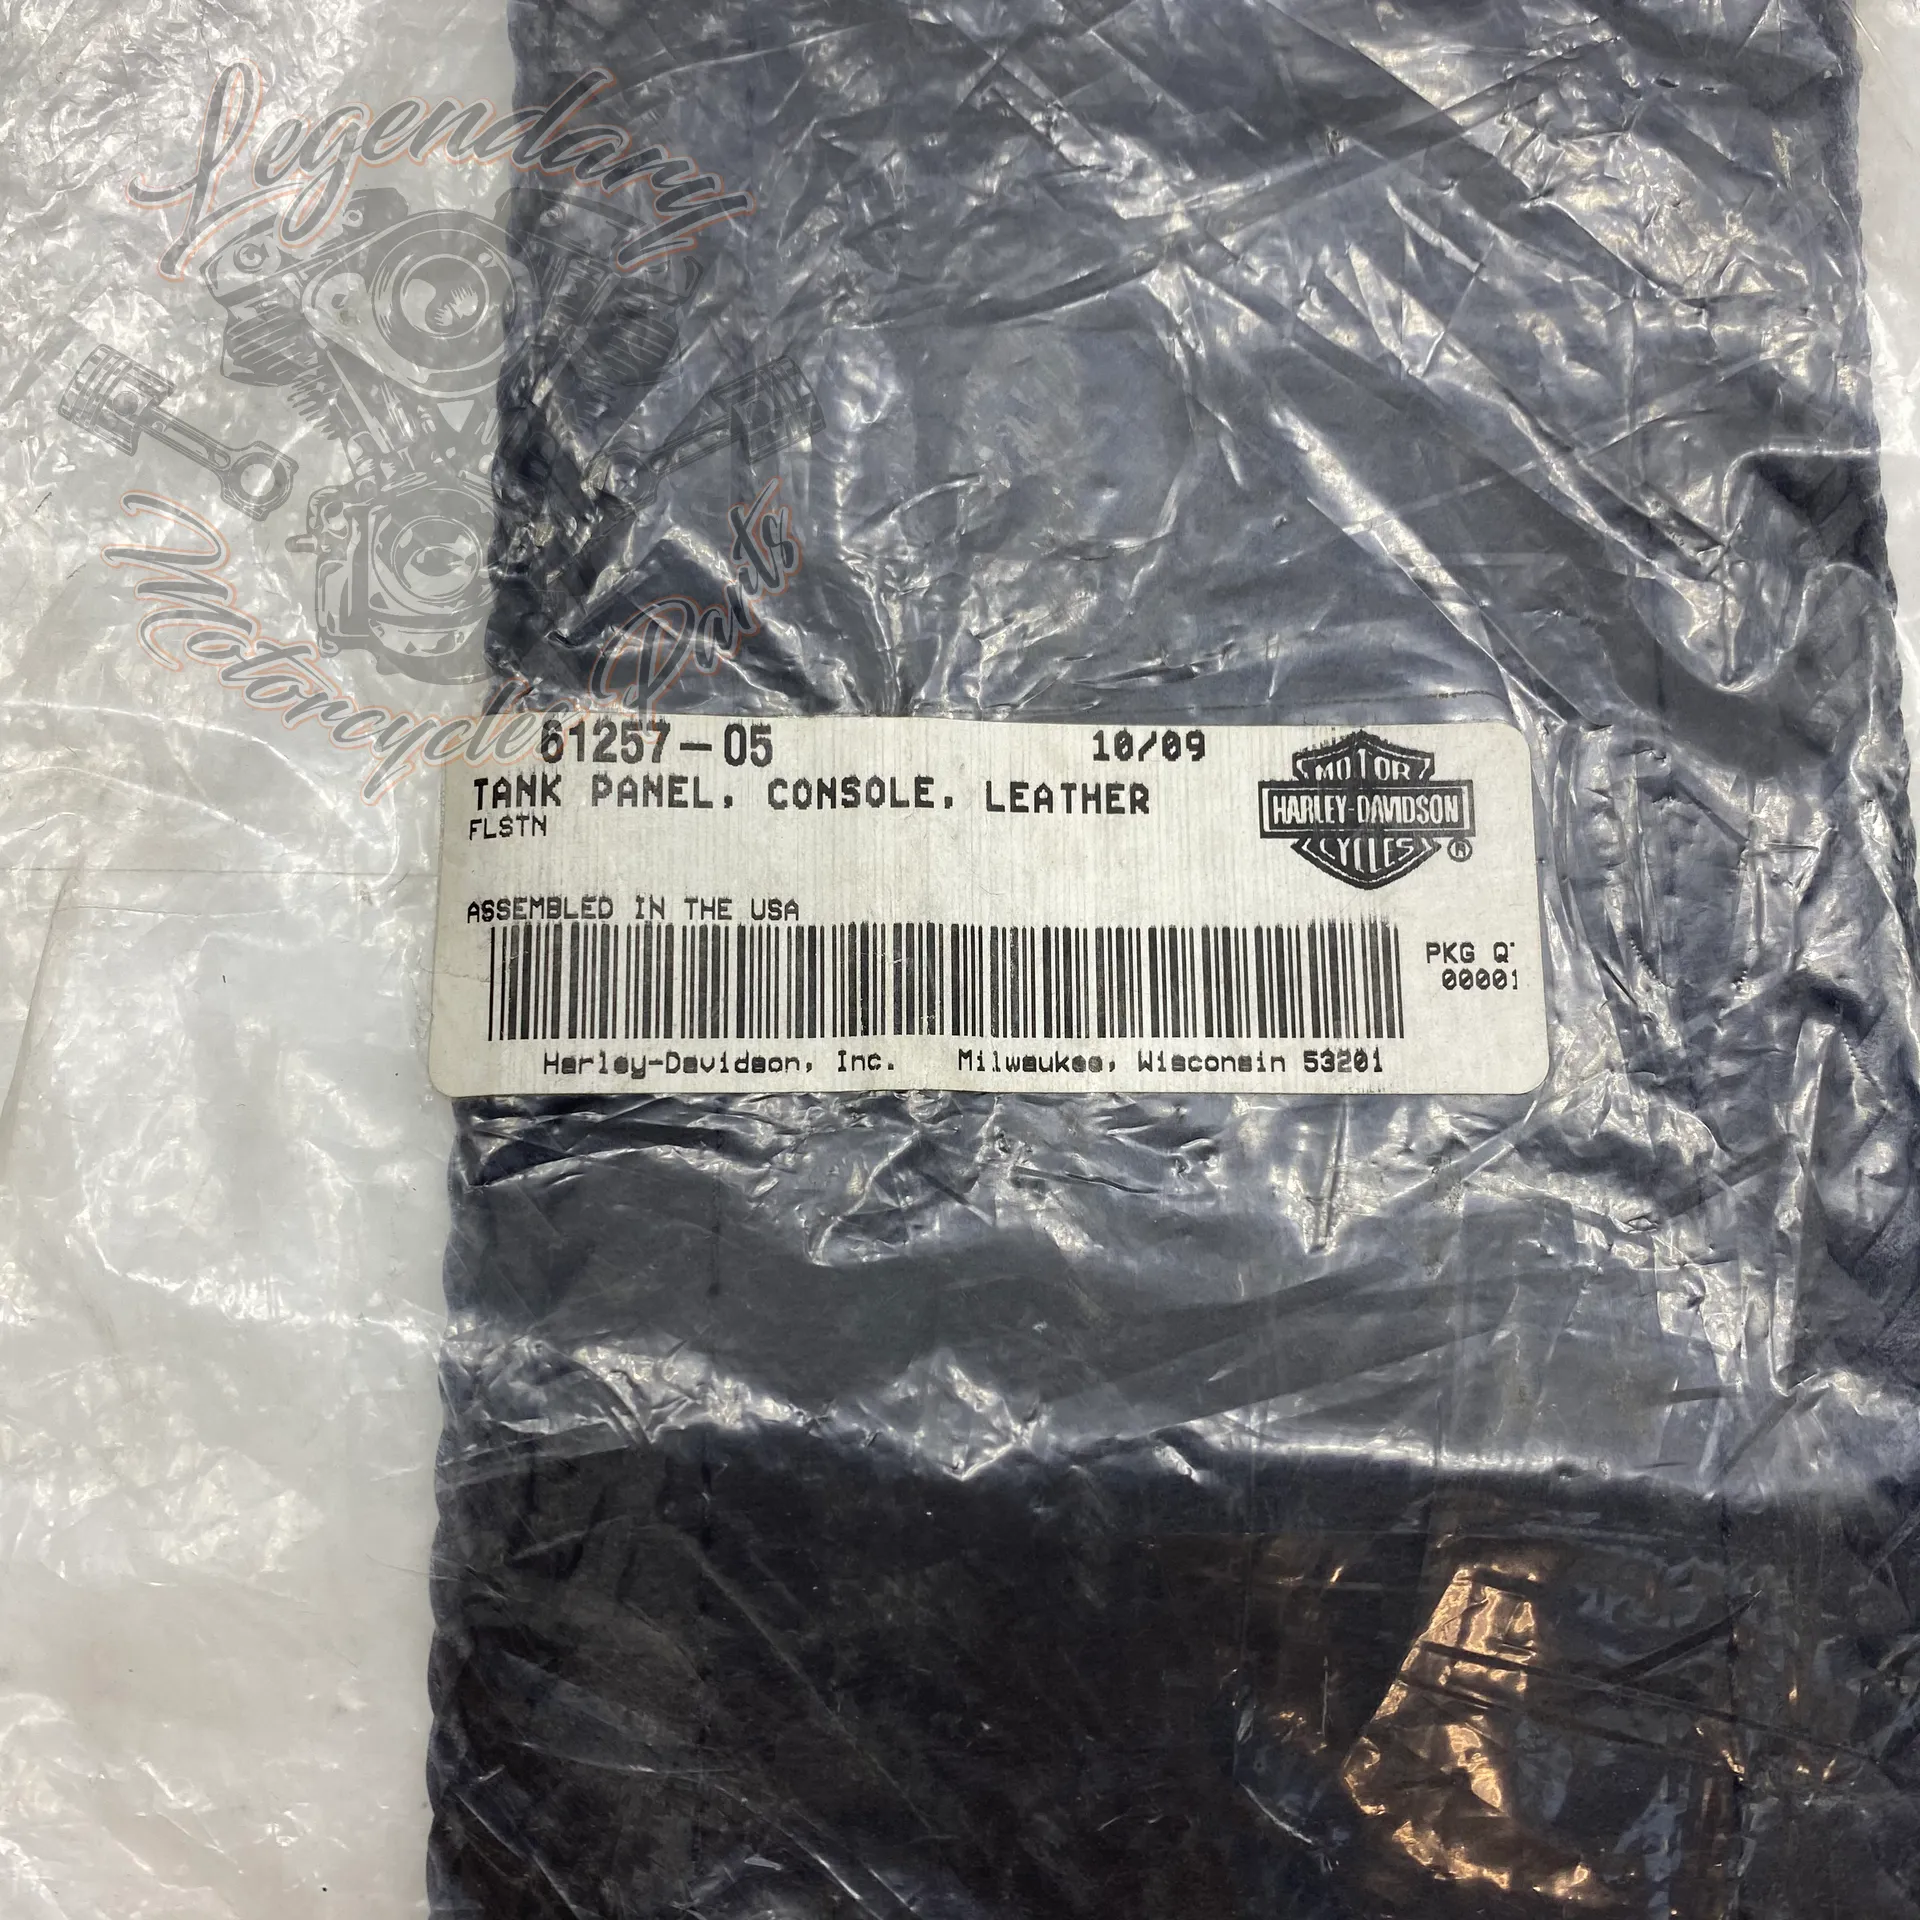 Legendary
Motorcycles Parts
61257-05
10/09
TANK PANEL, CONSOLE, LEATHER
FLSTN
MOTOR
HARLEY-DAVIDSON
CYCLES
®
ASSEMBLED IN THE USA
PKG Q
00001
Harley-Davidson, Inc. Milwaukee, Wisconsin 53201